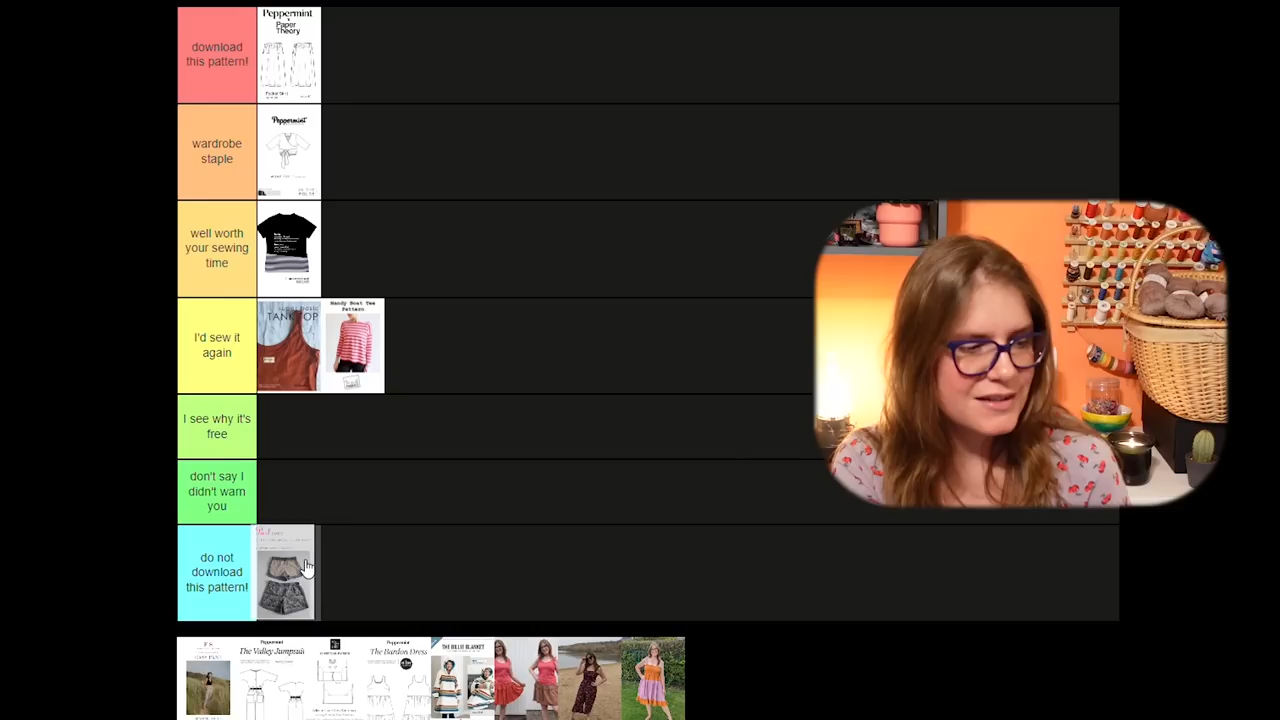 download
this pattern!
Peppermint
Paper
Theory
wardrobe
staple
Peppermint
well worth
your sewing
time
I'd sew it
again
TANK TOP
Mandy Boat Tee
Pattern
I see why it's
free
don't say I
didn't warn
you
do not
download
this pattern!
Peppermint
The Valley Jumpsuit
Peppermint
The Bardon Dress
THE BILLIE BLANKET